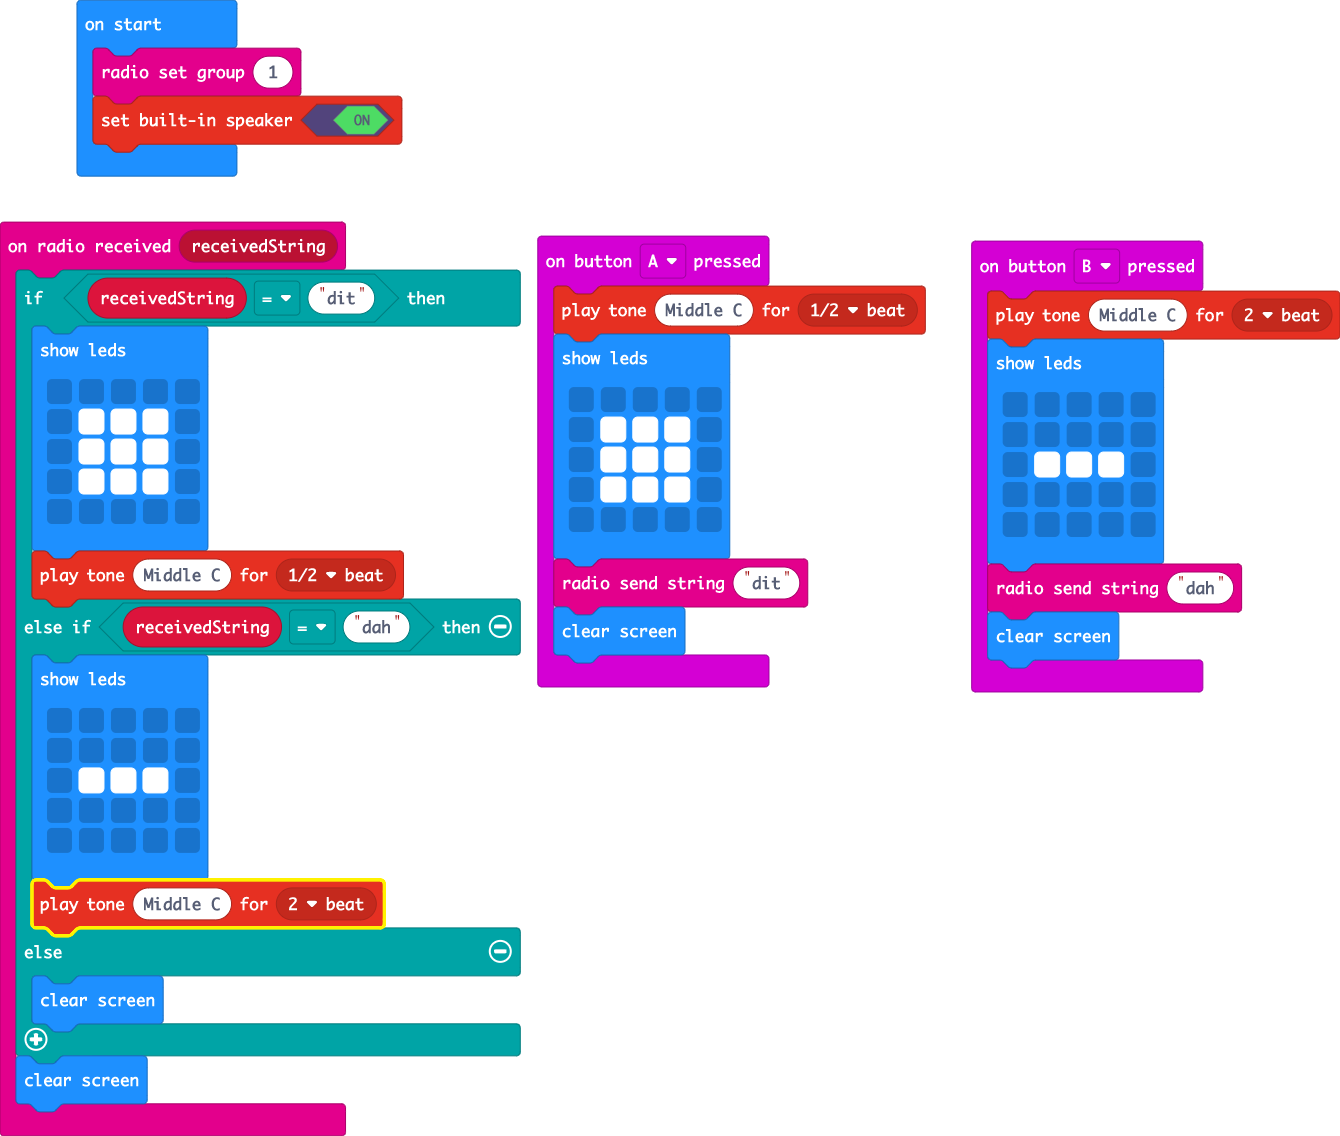 on start
radio set group 1
set built-in speaker ON
on radio received receivedString
if receivedString = "dit" then
show leds
play tone Middle C for 1/2 beat
else if receivedString = "dah" then
show leds
play tone Middle C for 2 beat
else
clear screen
clear screen
on button A pressed
play tone Middle C for 1/2 beat
show leds
radio send string "dit"
clear screen
on button B pressed
play tone Middle C for 2 beat
show leds
radio send string "dah"
clear screen